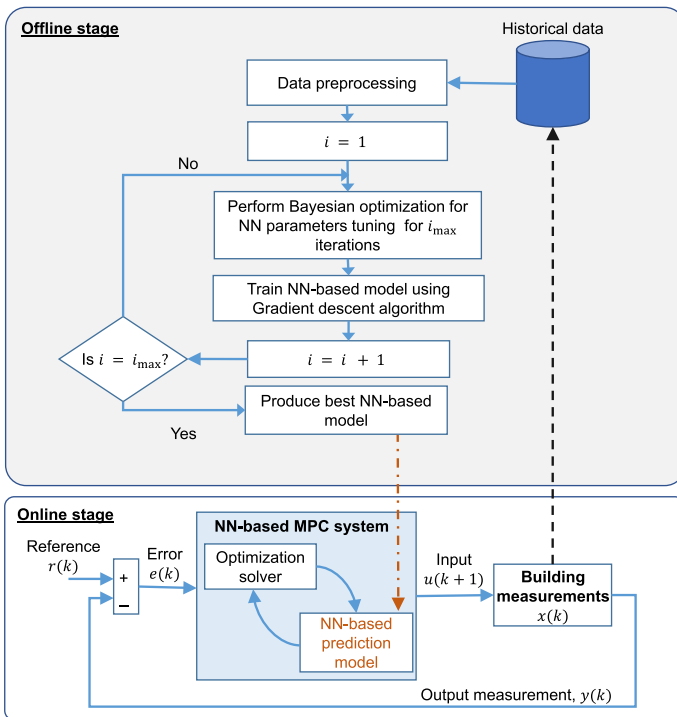 Offline stage
Historical data
Data preprocessing
i = 1
No
Perform Bayesian optimization for
NN parameters tuning for i_max
iterations
Train NN-based model using
Gradient descent algorithm
Is i = i_max?
i = i + 1
Produce best NN-based
model
Yes
Online stage
NN-based MPC system
Reference
r(k)
Error
e(k)
+
−
Optimization
solver
NN-based
prediction
model
Input
u(k + 1)
Building
measurements
x(k)
Output measurement, y(k)